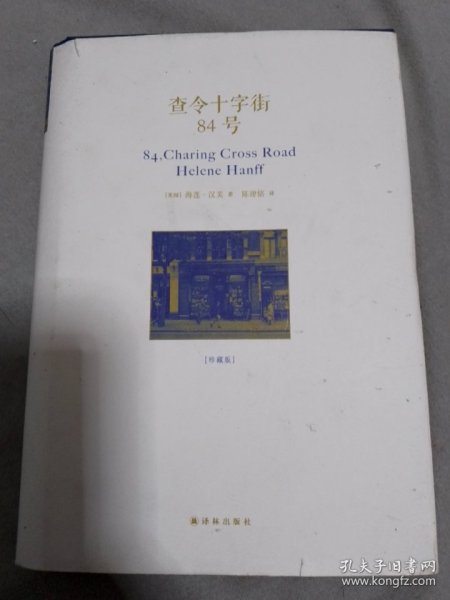 查令十字街
84号
84, Charing Cross Road
Helene Hanff
[美国] 海莲·汉芙 著 陈建铭 译
[珍藏版]
译林出版社
孔夫子旧书网
www.kongfz.com